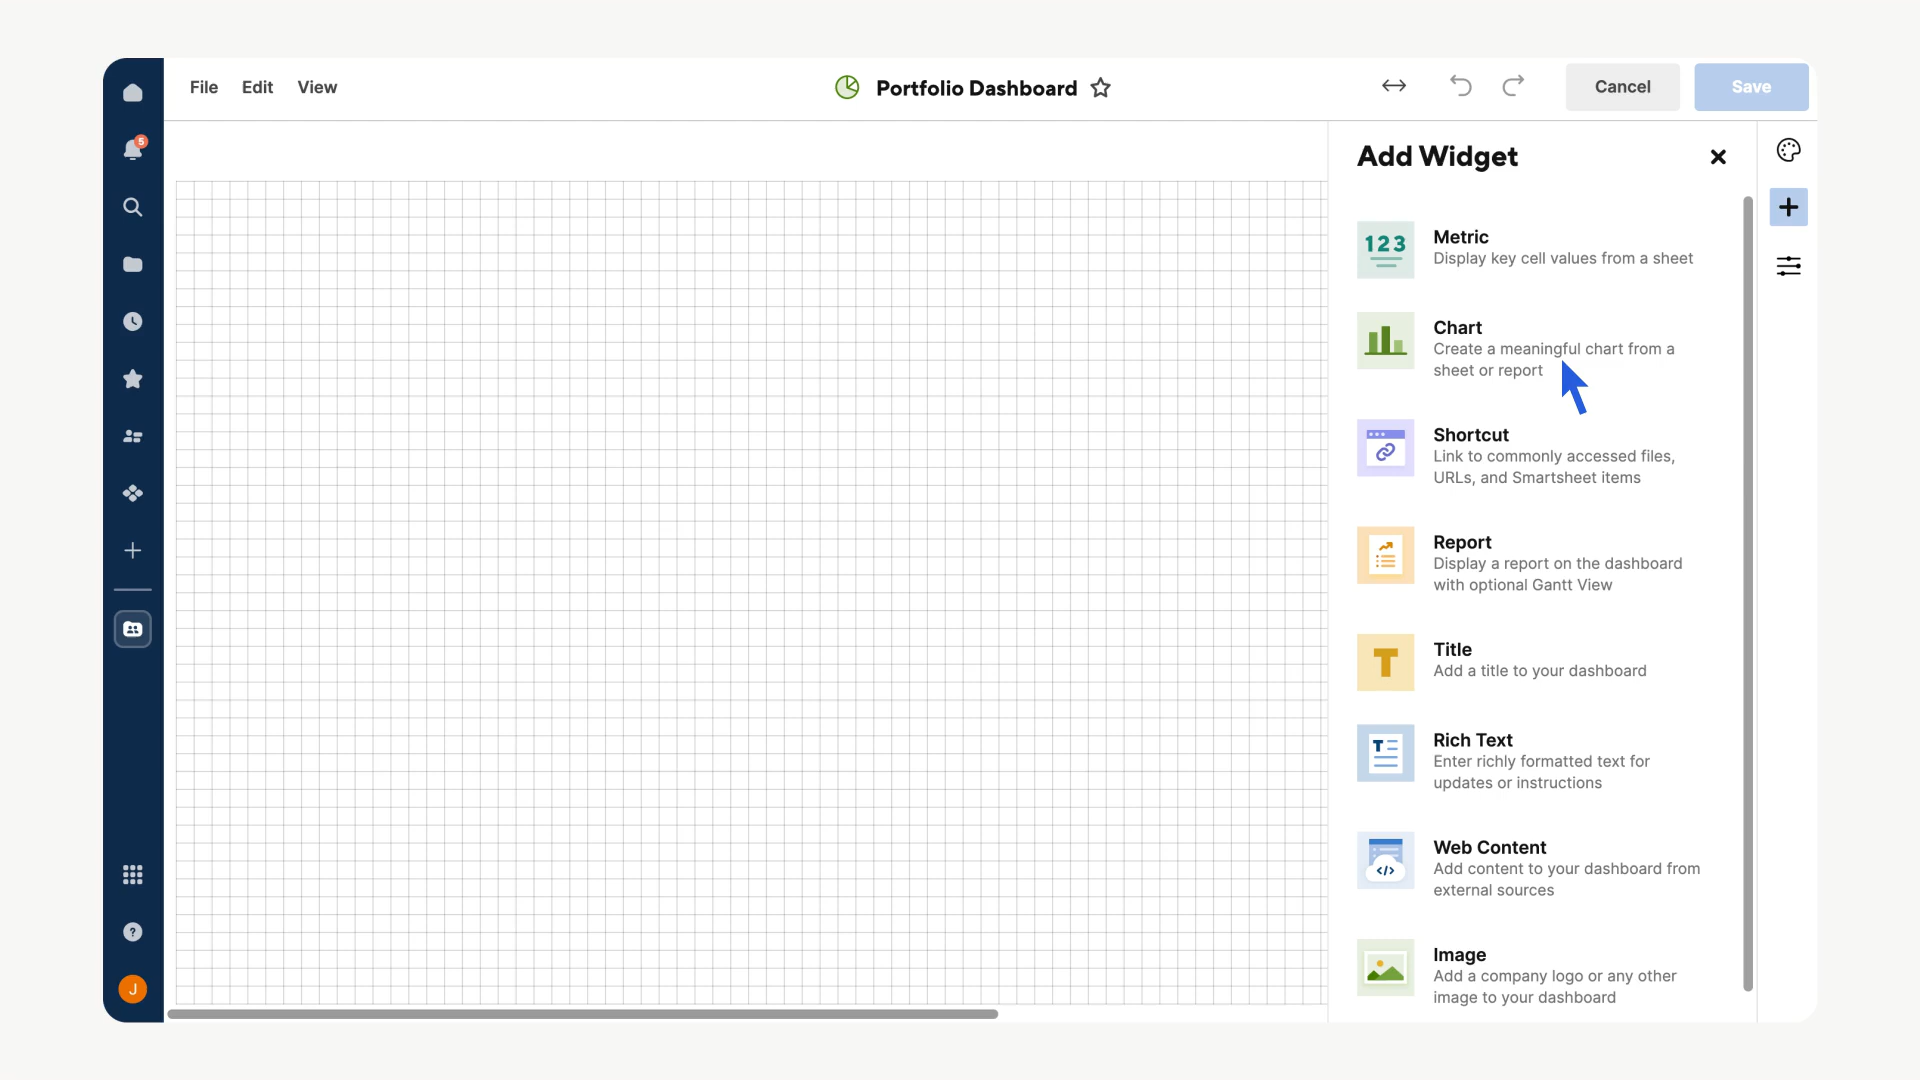 File Edit View
Portfolio Dashboard
Cancel
Save
5
Add Widget
123
Metric
Display key cell values from a sheet
Chart
Create a meaningful chart from a
sheet or report
Shortcut
Link to commonly accessed files,
URLs, and Smartsheet items
Report
Display a report on the dashboard
with optional Gantt View
T
Title
Add a title to your dashboard
T
Rich Text
Enter richly formatted text for
updates or instructions
</>
Web Content
Add content to your dashboard from
external sources
Image
Add a company logo or any other
image to your dashboard
?
J